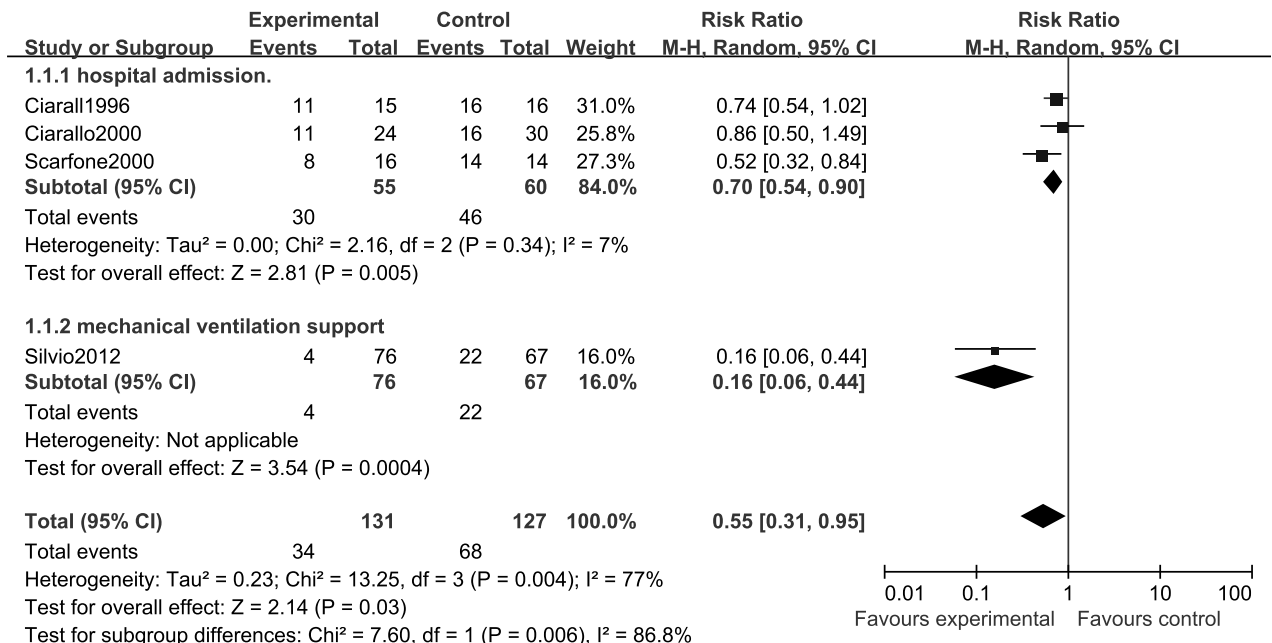 Experimental Control Risk Ratio Risk Ratio
Study or Subgroup Events Total Events Total Weight M-H, Random, 95% CI M-H, Random, 95% CI
1.1.1 hospital admission.
Ciarall1996 11 15 16 16 31.0% 0.74 [0.54, 1.02]
Ciarallo2000 11 24 16 30 25.8% 0.86 [0.50, 1.49]
Scarfone2000 8 16 14 14 27.3% 0.52 [0.32, 0.84]
Subtotal (95% CI) 55 60 84.0% 0.70 [0.54, 0.90]
Total events 30 46
Heterogeneity: Tau² = 0.00; Chi² = 2.16, df = 2 (P = 0.34); I² = 7%
Test for overall effect: Z = 2.81 (P = 0.005)
1.1.2 mechanical ventilation support
Silvio2012 4 76 22 67 16.0% 0.16 [0.06, 0.44]
Subtotal (95% CI) 76 67 16.0% 0.16 [0.06, 0.44]
Total events 4 22
Heterogeneity: Not applicable
Test for overall effect: Z = 3.54 (P = 0.0004)
Total (95% CI) 131 127 100.0% 0.55 [0.31, 0.95]
Total events 34 68
Heterogeneity: Tau² = 0.23; Chi² = 13.25, df = 3 (P = 0.004); I² = 77%
Test for overall effect: Z = 2.14 (P = 0.03)
Test for subgroup differences: Chi² = 7.60, df = 1 (P = 0.006), I² = 86.8%
0.01 0.1 1 10 100
Favours experimental Favours control